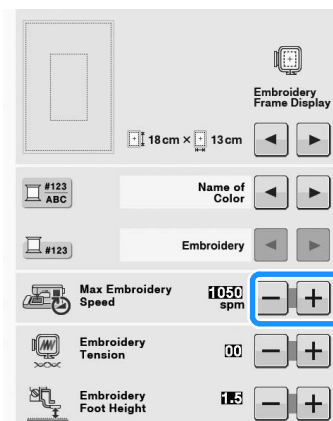 Embroidery
Frame Display
18cm × 13cm
#123
ABC
Name of
Color
#123
Embroidery
Max Embroidery
Speed
1050
spm
Embroidery
Tension
00
Embroidery
Foot Height
1.5